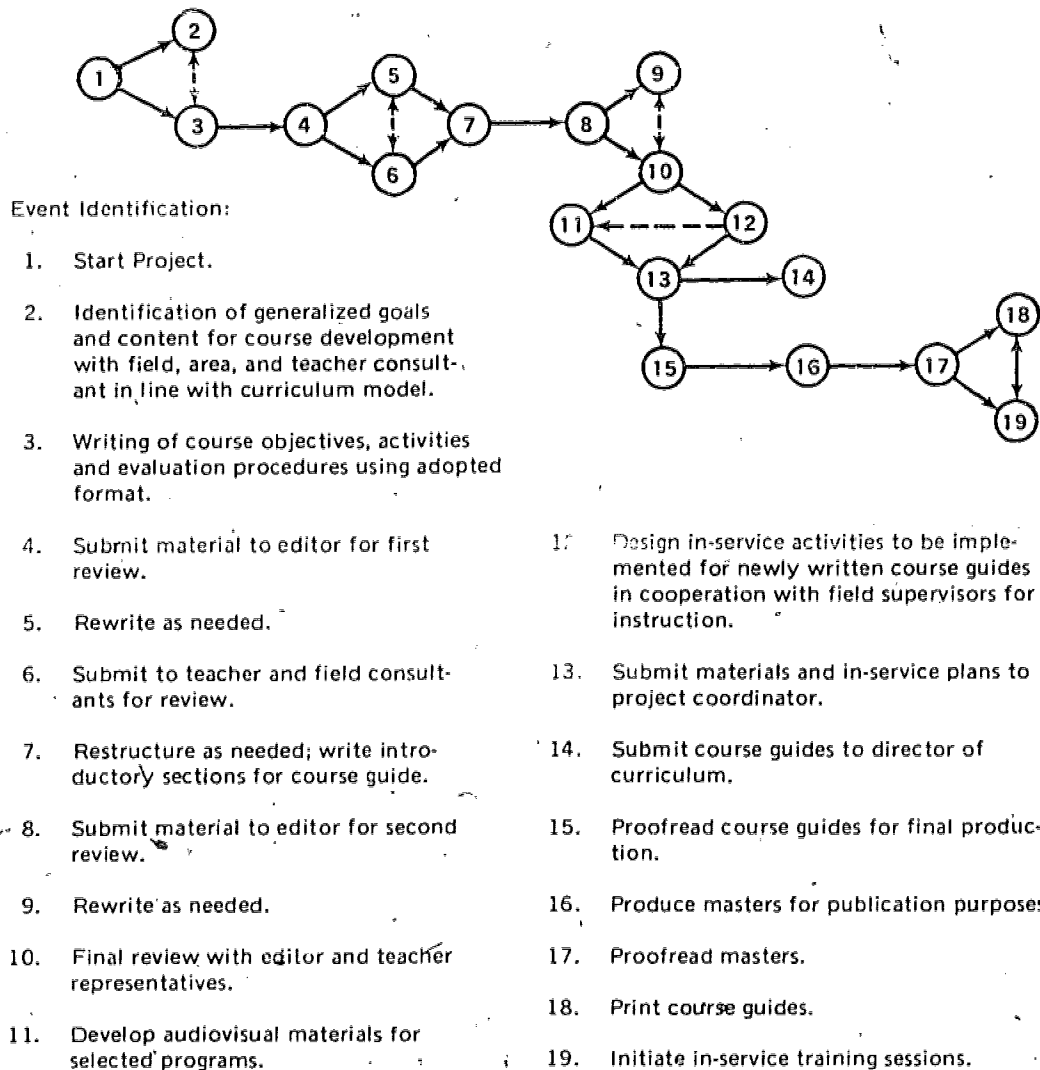 1
2
3
4
5
6
7
8
9
10
11
12
13
14
15
16
17
18
19
Event Identification:
1. Start Project.
2. Identification of generalized goals
and content for course development
with field, area, and teacher consult-
ant in line with curriculum model.
3. Writing of course objectives, activities
and evaluation procedures using adopted
format.
4. Submit material to editor for first
review.
5. Rewrite as needed.
6. Submit to teacher and field consult-
ants for review.
7. Restructure as needed; write intro-
ductory sections for course guide.
8. Submit material to editor for second
review.
9. Rewrite as needed.
10. Final review with editor and teacher
representatives.
11. Develop audiovisual materials for
selected programs.
Design in-service activities to be imple-
mented for newly written course guides
in cooperation with field supervisors for
instruction.
13. Submit materials and in-service plans to
project coordinator.
14. Submit course guides to director of
curriculum.
15. Proofread course guides for final produc-
tion.
16. Produce masters for publication purposes
17. Proofread masters.
18. Print course guides.
19. Initiate in-service training sessions.